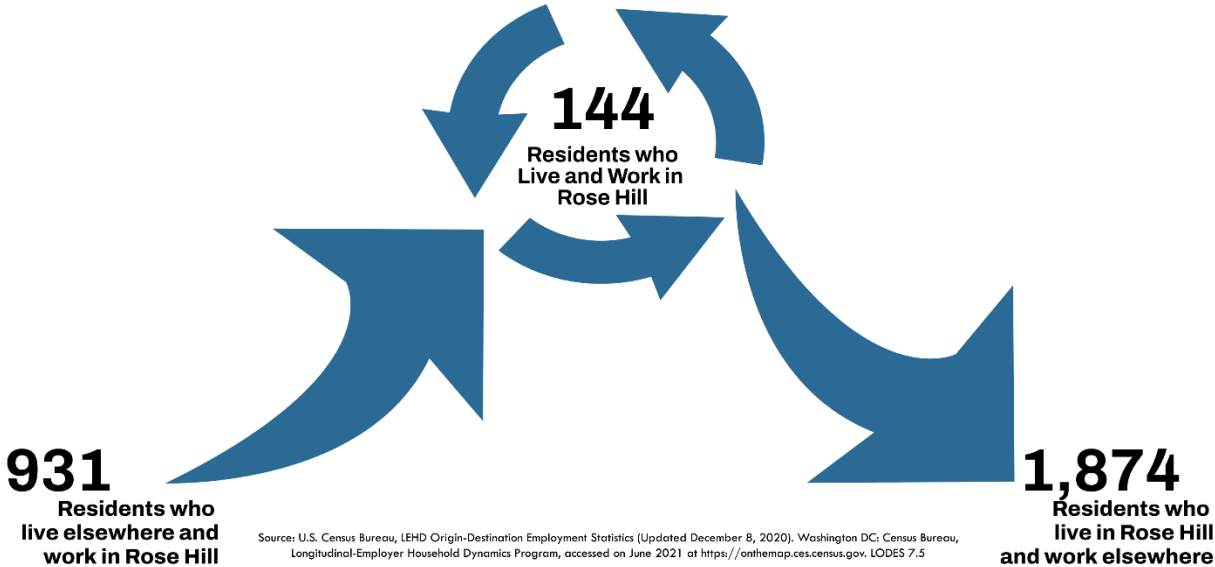 144
Residents who
Live and Work in
Rose Hill
931
Residents who
live elsewhere and
work in Rose Hill
1,874
Residents who
live in Rose Hill
and work elsewhere
Source: U.S. Census Bureau, LEHD Origin-Destination Employment Statistics (Updated December 8, 2020). Washington DC: Census Bureau,
Longitudinal-Employer Household Dynamics Program, accessed on June 2021 at https://onthemap.ces.census.gov. LODES 7.5